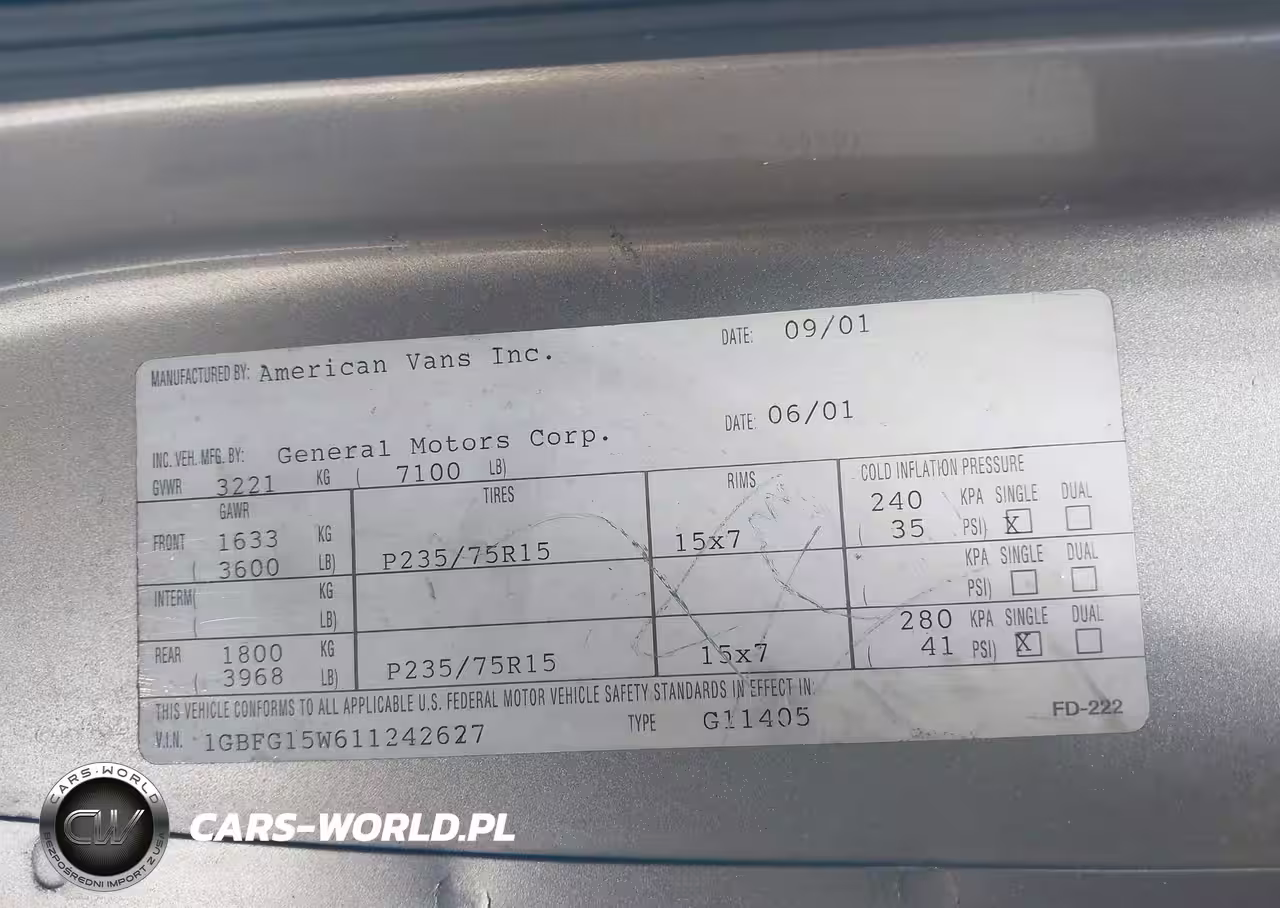 MANUFACTURED BY: American Vans Inc. DATE: 09/01
INC. VEH. MFG. BY: General Motors Corp. DATE: 06/01
GVWR 3221 KG ( 7100 LB)
GAWR TIRES RIMS COLD INFLATION PRESSURE
FRONT 1633 KG P235/75R15 15x7 240 KPA SINGLE DUAL
( 3600 LB) ( 35 PSI) X
INTERM KG KPA SINGLE DUAL
( LB) ( PSI)
REAR 1800 KG P235/75R15 15x7 280 KPA SINGLE DUAL
( 3968 LB) ( 41 PSI) X
THIS VEHICLE CONFORMS TO ALL APPLICABLE U.S. FEDERAL MOTOR VEHICLE SAFETY STANDARDS IN EFFECT IN:
V.I.N. 1GBFG15W611242627 TYPE G11405 FD-222
CARS-WORLD
CW
BEZPOŚREDNI IMPORT Z USA
CARS-WORLD.PL